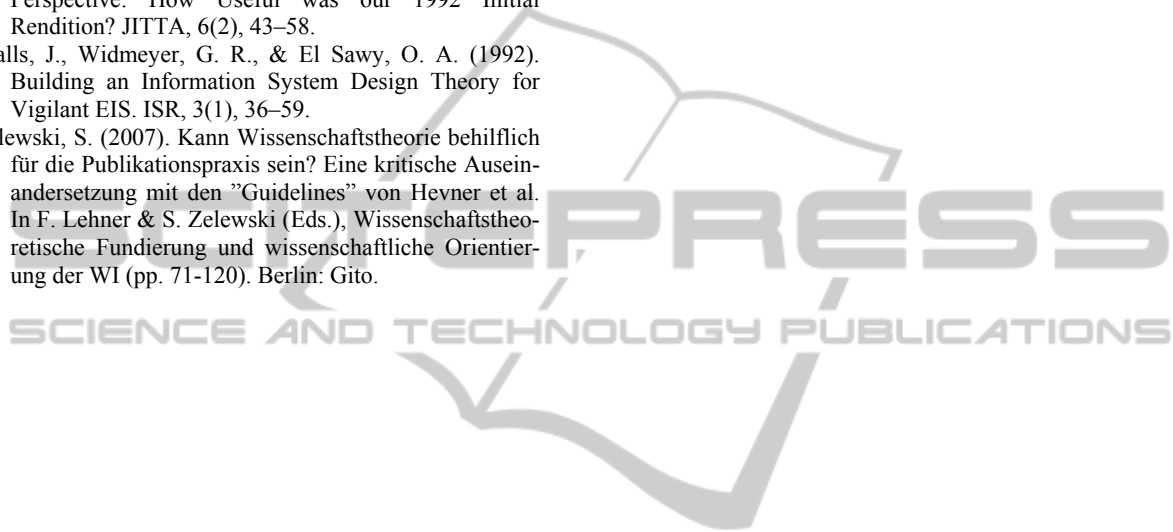 Perspective: How Useful was our 1992 Initial
Rendition? JITTA, 6(2), 43–58.
alls, J., Widmeyer, G. R., & El Sawy, O. A. (1992).
Building an Information System Design Theory for
Vigilant EIS. ISR, 3(1), 36–59.
lewski, S. (2007). Kann Wissenschaftstheorie behilflich
für die Publikationspraxis sein? Eine kritische Ausein-
andersetzung mit den ”Guidelines” von Hevner et al.
In F. Lehner & S. Zelewski (Eds.), Wissenschaftstheo-
retische Fundierung und wissenschaftliche Orientier-
ung der WI (pp. 71-120). Berlin: Gito.
SCITEPRESS
SCIENCE AND TECHNOLOGY PUBLICATIONS